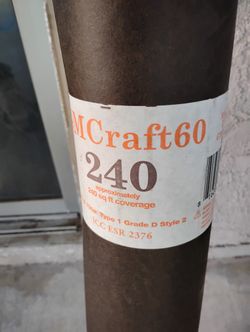 MCraft60
240
approximately
240 sq ft coverage
Type 1 Grade D Style 2
ICC ESR 2376